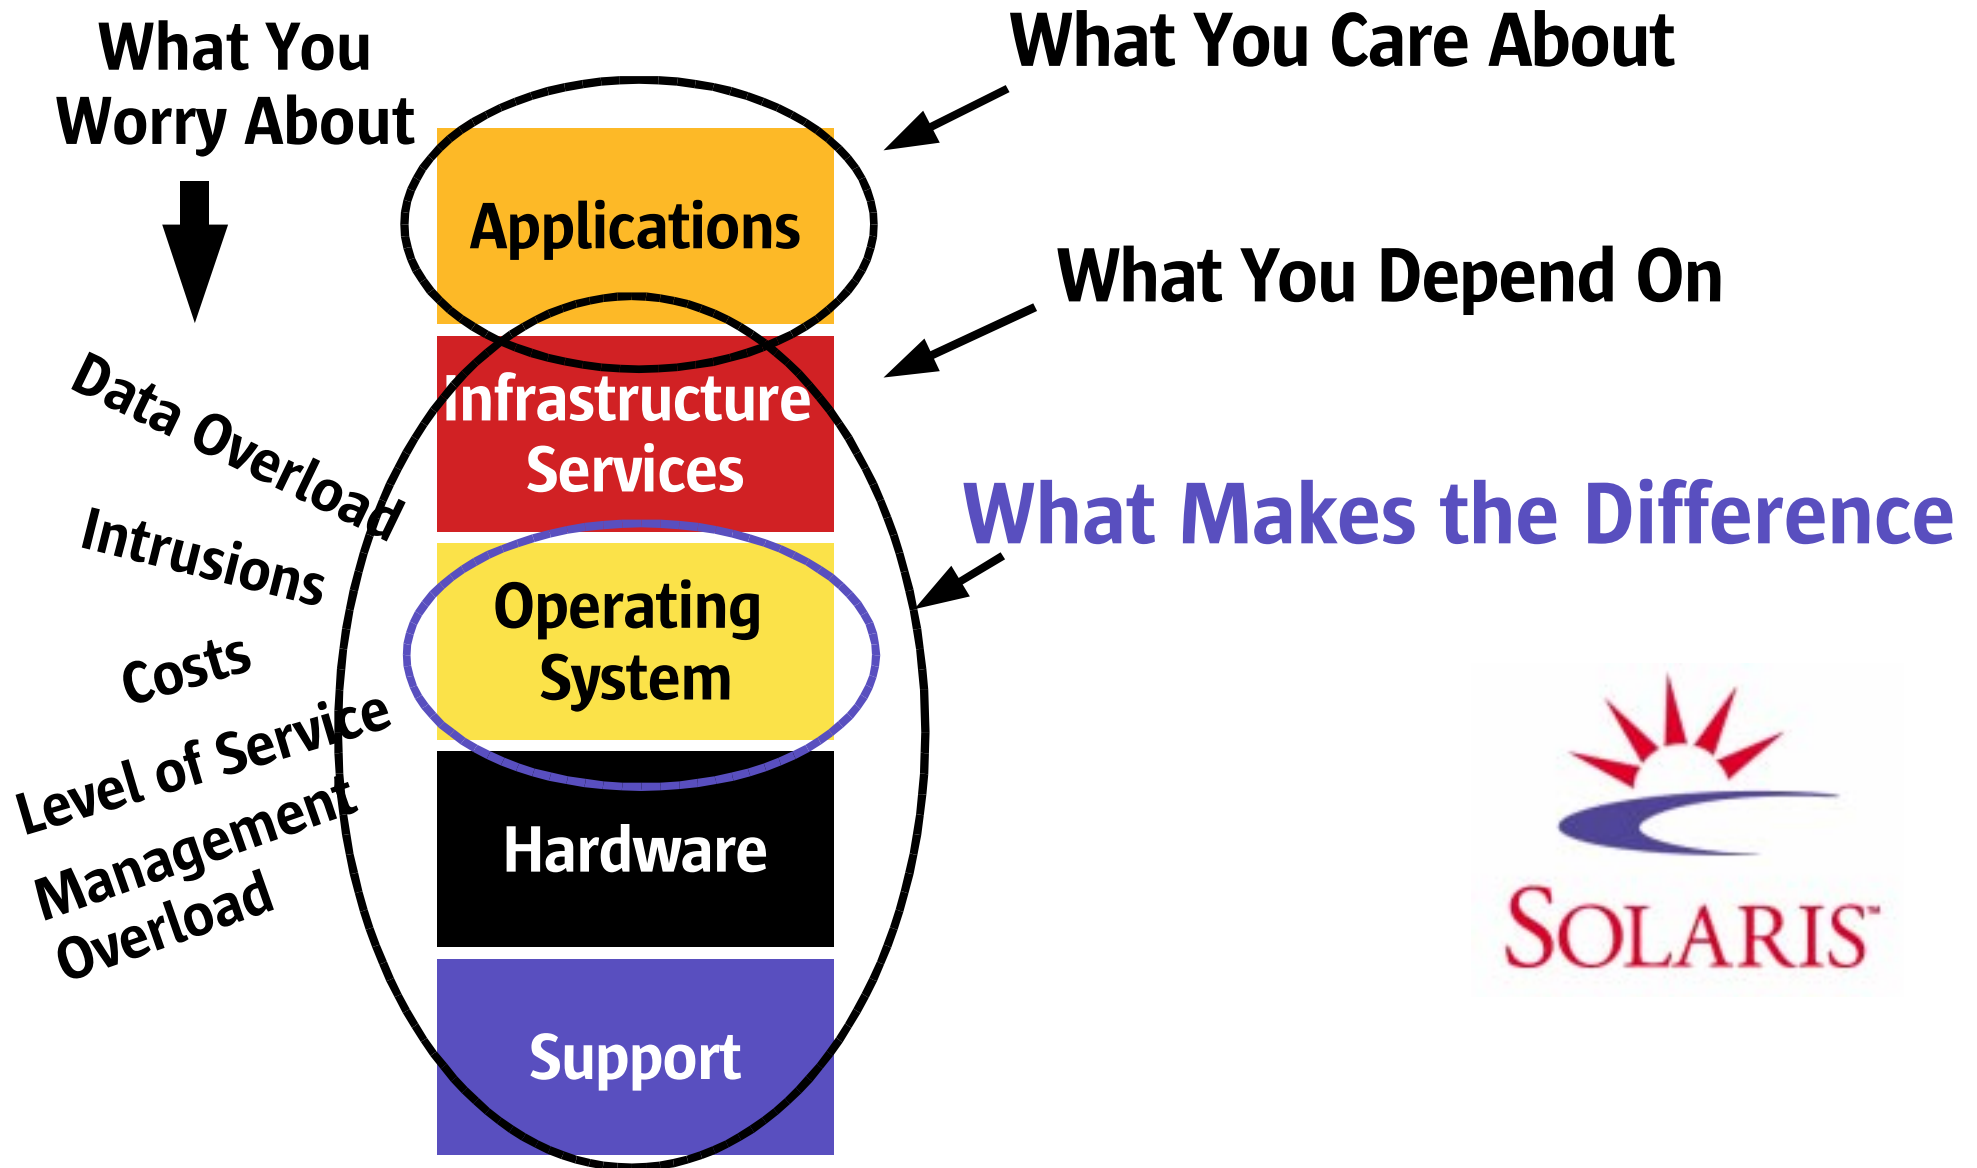 What You
Worry About
Data Overload
Intrusions
Costs
Level of Service
Management
Overload
Applications
Infrastructure
Services
Operating
System
Hardware
Support
What You Care About
What You Depend On
What Makes the Difference
SOLARIS™